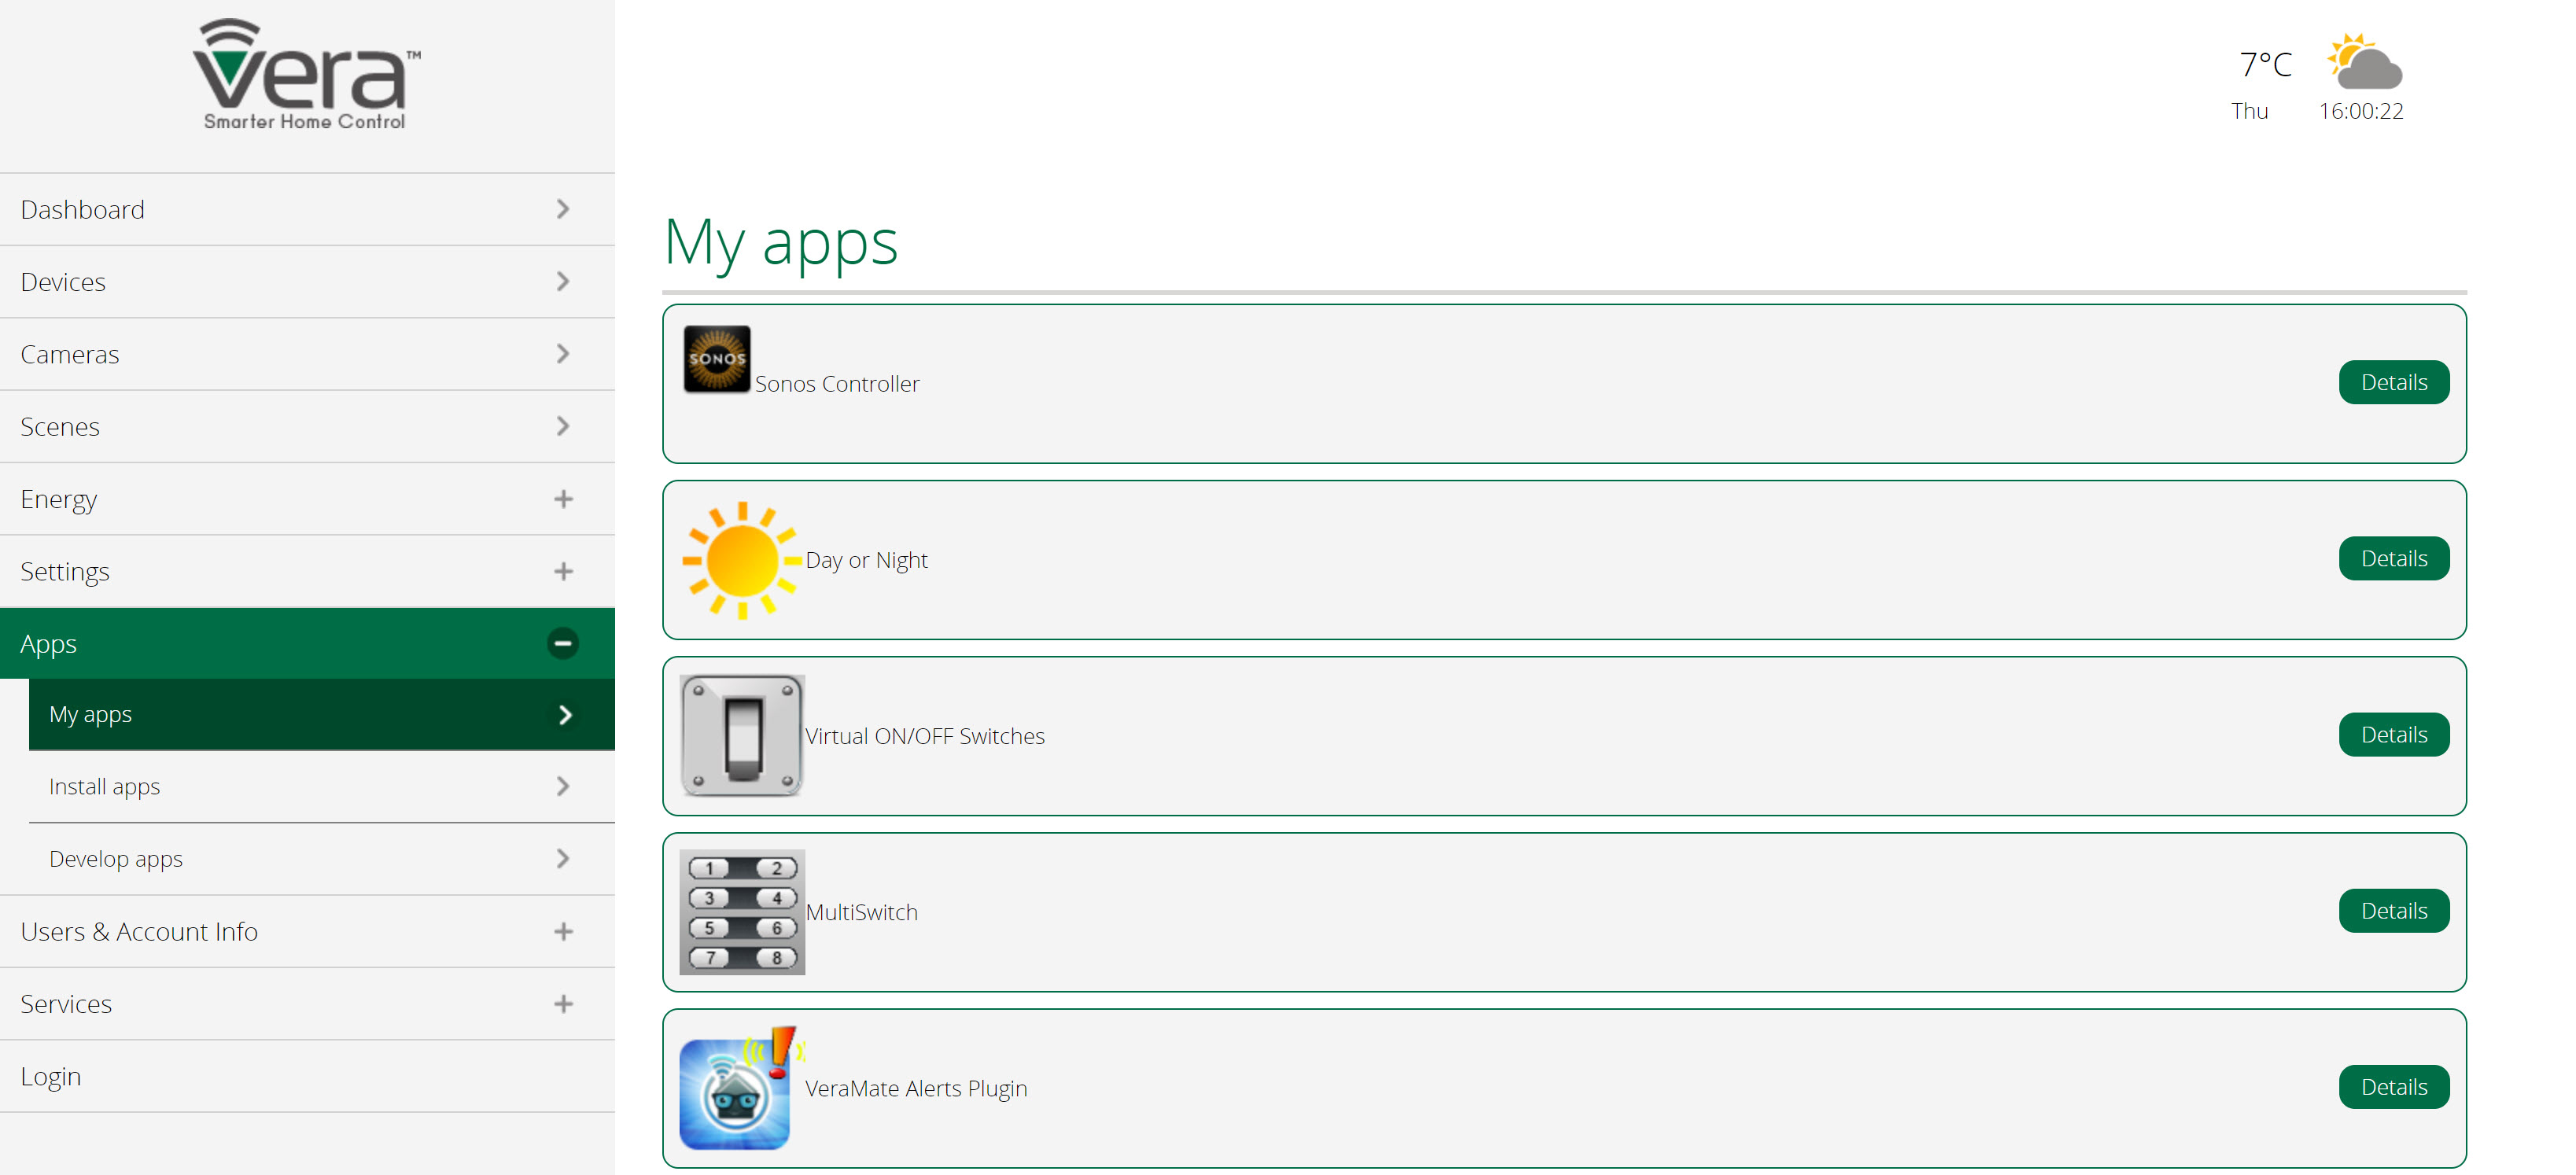 vera™
Smarter Home Control
Dashboard
Devices
Cameras
Scenes
Energy
Settings
Apps
My apps
Install apps
Develop apps
Users & Account Info
Services
Login
7°C
Thu 16:00:22
My apps
SONOS
Sonos Controller
Details
Day or Night
Details
Virtual ON/OFF Switches
Details
1 2
3 4
5 6
7 8
MultiSwitch
Details
VeraMate Alerts Plugin
Details